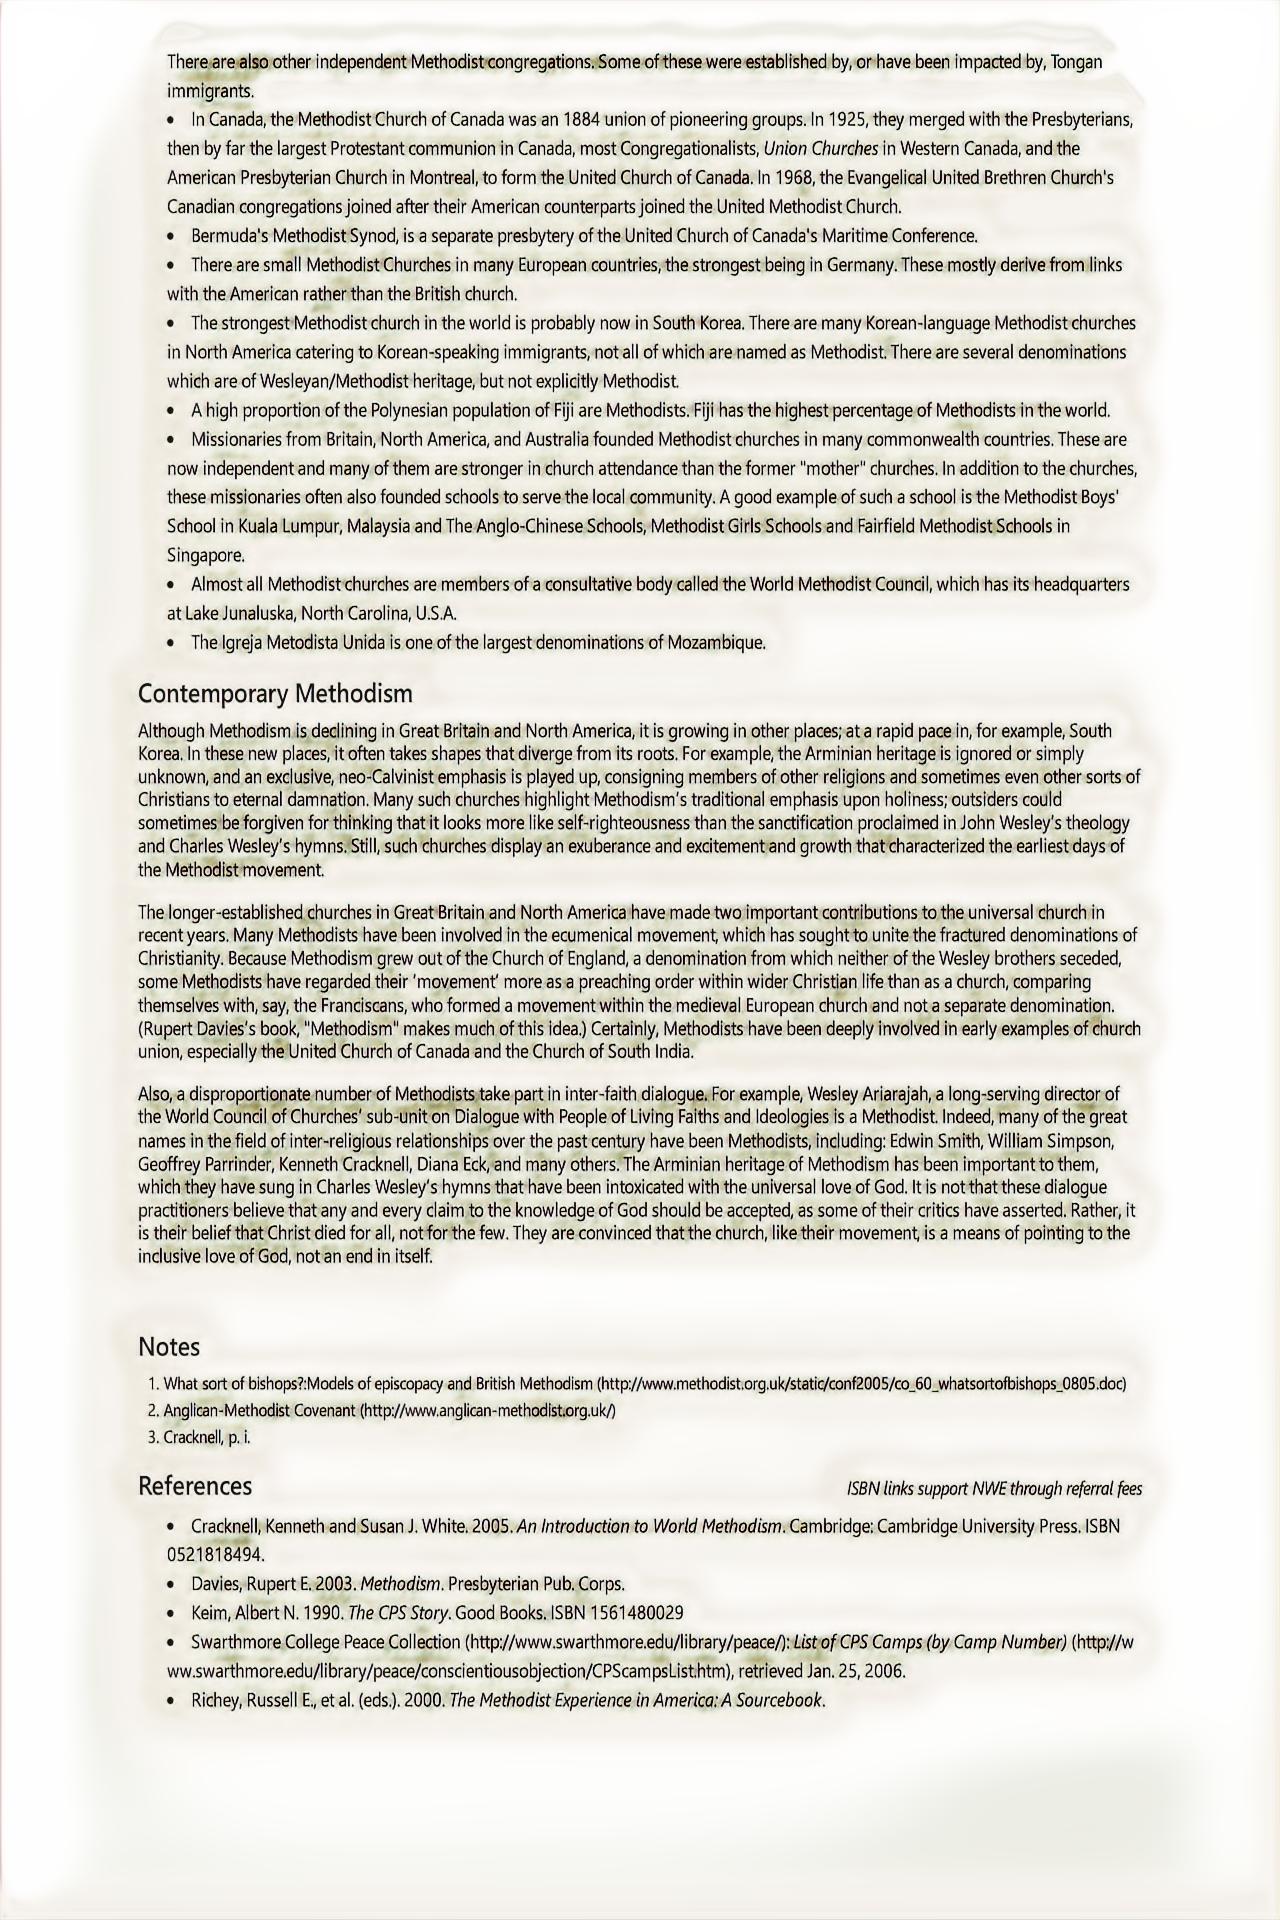 There are also other independent Methodist congregations. Some of these were established by, or have been impacted by, Tongan
immigrants.
• In Canada, the Methodist Church of Canada was an 1884 union of pioneering groups. In 1925, they merged with the Presbyterians,
then by far the largest Protestant communion in Canada, most Congregationalists, Union Churches in Western Canada, and the
American Presbyterian Church in Montreal, to form the United Church of Canada. In 1968, the Evangelical United Brethren Church's
Canadian congregations joined after their American counterparts joined the United Methodist Church.
• Bermuda's Methodist Synod, is a separate presbytery of the United Church of Canada's Maritime Conference.
• There are small Methodist Churches in many European countries, the strongest being in Germany. These mostly derive from links
with the American rather than the British church.
• The strongest Methodist church in the world is probably now in South Korea. There are many Korean-language Methodist churches
in North America catering to Korean-speaking immigrants, not all of which are named as Methodist. There are several denominations
which are of Wesleyan/Methodist heritage, but not explicitly Methodist.
• A high proportion of the Polynesian population of Fiji are Methodists. Fiji has the highest percentage of Methodists in the world.
• Missionaries from Britain, North America, and Australia founded Methodist churches in many commonwealth countries. These are
now independent and many of them are stronger in church attendance than the former "mother" churches. In addition to the churches,
these missionaries often also founded schools to serve the local community. A good example of such a school is the Methodist Boys'
School in Kuala Lumpur, Malaysia and The Anglo-Chinese Schools, Methodist Girls Schools and Fairfield Methodist Schools in
Singapore.
• Almost all Methodist churches are members of a consultative body called the World Methodist Council, which has its headquarters
at Lake Junaluska, North Carolina, U.S.A.
• The Igreja Metodista Unida is one of the largest denominations of Mozambique.
Contemporary Methodism
Although Methodism is declining in Great Britain and North America, it is growing in other places; at a rapid pace in, for example, South
Korea. In these new places, it often takes shapes that diverge from its roots. For example, the Arminian heritage is ignored or simply
unknown, and an exclusive, neo-Calvinist emphasis is played up, consigning members of other religions and sometimes even other sorts of
Christians to eternal damnation. Many such churches highlight Methodism's traditional emphasis upon holiness; outsiders could
sometimes be forgiven for thinking that it looks more like self-righteousness than the sanctification proclaimed in John Wesley's theology
and Charles Wesley's hymns. Still, such churches display an exuberance and excitement and growth that characterized the earliest days of
the Methodist movement.
The longer-established churches in Great Britain and North America have made two important contributions to the universal church in
recent years. Many Methodists have been involved in the ecumenical movement, which has sought to unite the fractured denominations of
Christianity. Because Methodism grew out of the Church of England, a denomination from which neither of the Wesley brothers seceded,
some Methodists have regarded their 'movement' more as a preaching order within wider Christian life than as a church, comparing
themselves with, say, the Franciscans, who formed a movement within the medieval European church and not a separate denomination.
(Rupert Davies's book, "Methodism" makes much of this idea.) Certainly, Methodists have been deeply involved in early examples of church
union, especially the United Church of Canada and the Church of South India.
Also, a disproportionate number of Methodists take part in inter-faith dialogue. For example, Wesley Ariarajah, a long-serving director of
the World Council of Churches' sub-unit on Dialogue with People of Living Faiths and Ideologies is a Methodist. Indeed, many of the great
names in the field of inter-religious relationships over the past century have been Methodists, including: Edwin Smith, William Simpson,
Geoffrey Parrinder, Kenneth Cracknell, Diana Eck, and many others. The Arminian heritage of Methodism has been important to them,
which they have sung in Charles Wesley's hymns that have been intoxicated with the universal love of God. It is not that these dialogue
practitioners believe that any and every claim to the knowledge of God should be accepted, as some of their critics have asserted. Rather, it
is their belief that Christ died for all, not for the few. They are convinced that the church, like their movement, is a means of pointing to the
inclusive love of God, not an end in itself.
Notes
1. What sort of bishops?:Models of episcopacy and British Methodism (http://www.methodist.org.uk/static/conf2005/co_60_whatsortofbishops_0805.doc)
2. Anglican-Methodist Covenant (http://www.anglican-methodist.org.uk/)
3. Cracknell, p. i.
References ISBN links support NWE through referral fees
• Cracknell, Kenneth and Susan J. White. 2005. An Introduction to World Methodism. Cambridge: Cambridge University Press. ISBN
0521818494.
• Davies, Rupert E. 2003. Methodism. Presbyterian Pub. Corps.
• Keim, Albert N. 1990. The CPS Story. Good Books. ISBN 1561480029
• Swarthmore College Peace Collection (http://www.swarthmore.edu/library/peace/): List of CPS Camps (by Camp Number) (http://w
ww.swarthmore.edu/library/peace/conscientiousobjection/CPScampsList.htm), retrieved Jan. 25, 2006.
• Richey, Russell E., et al. (eds.). 2000. The Methodist Experience in America: A Sourcebook.